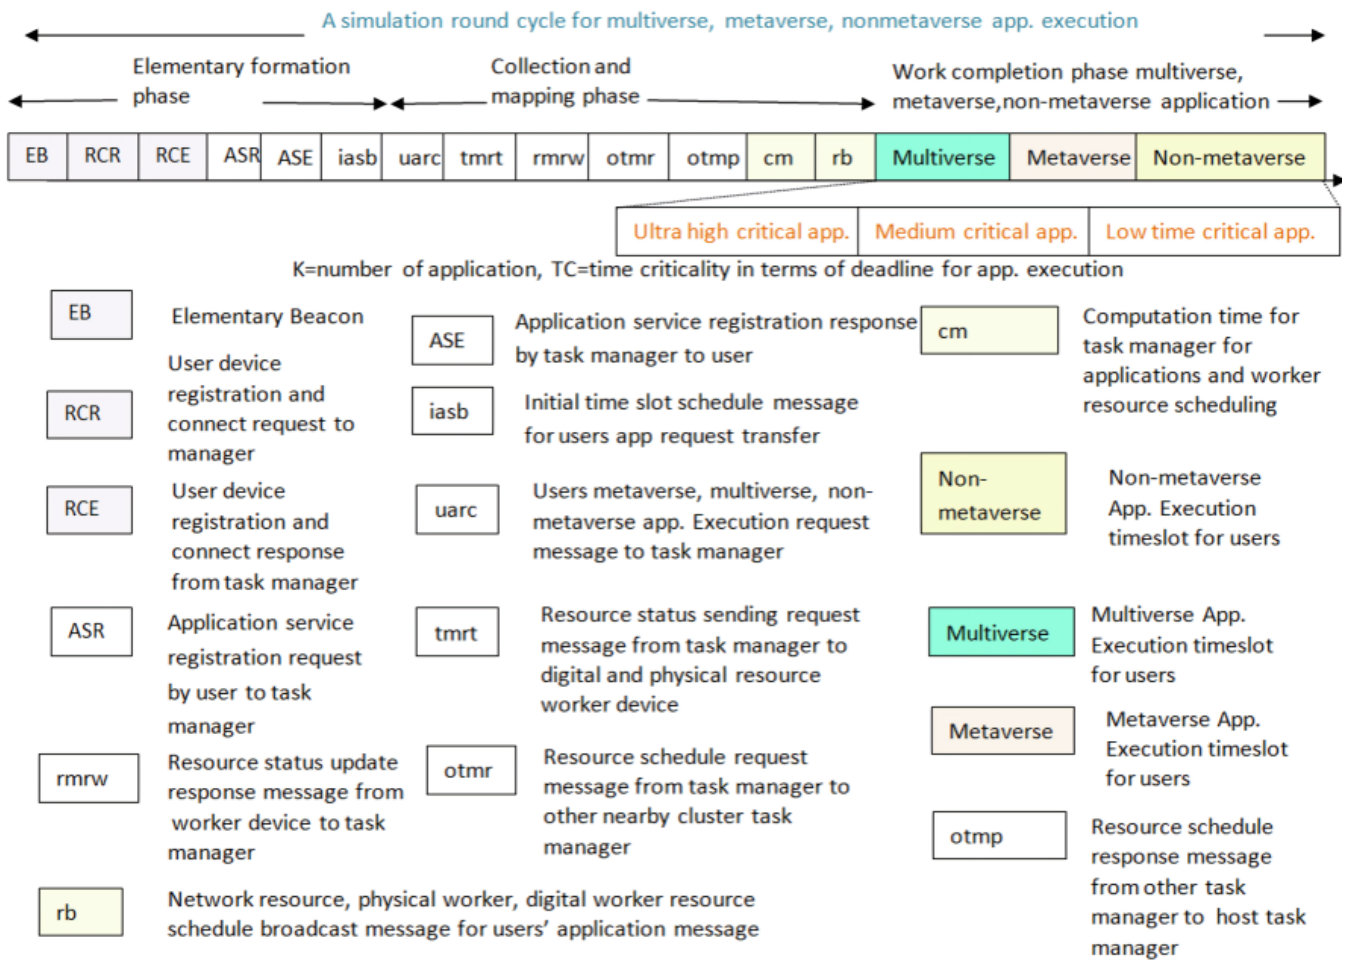 A simulation round cycle for multiverse, metaverse, nonmetaverse app. execution
Elementary formation
phase
Collection and
mapping phase
Work completion phase multiverse,
metaverse,non-metaverse application
EB RCR RCE ASR ASE iasb uarc tmrt rmrw otmr otmp cm rb Multiverse Metaverse Non-metaverse
Ultra high critical app. Medium critical app. Low time critical app.
K=number of application, TC=time criticality in terms of deadline for app. execution
EB
Elementary Beacon
RCR
User device
registration and
connect request to
manager
RCE
User device
registration and
connect response
from task manager
ASR
Application service
registration request
by user to task
manager
rmrw
Resource status update
response message from
worker device to task
manager
rb
Network resource, physical worker, digital worker resource
schedule broadcast message for users' application message
ASE
Application service registration response
by task manager to user
iasb
Initial time slot schedule message
for users app request transfer
uarc
Users metaverse, multiverse, non-
metaverse app. Execution request
message to task manager
tmrt
Resource status sending request
message from task manager to
digital and physical resource
worker device
otmr
Resource schedule request
message from task manager to
other nearby cluster task
manager
cm
Computation time for
task manager for
applications and worker
resource scheduling
Non-
metaverse
Non-metaverse
App. Execution
timeslot for users
Multiverse
Multiverse App.
Execution timeslot
for users
Metaverse
Metaverse App.
Execution timeslot
for users
otmp
Resource schedule
response message
from other task
manager to host task
manager